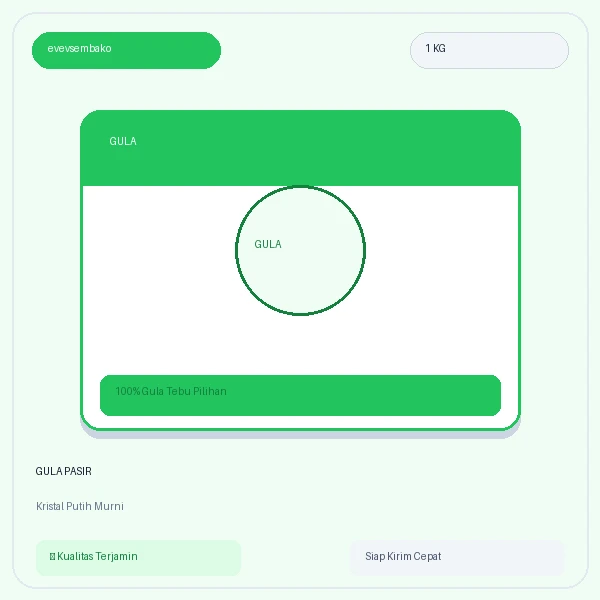 evevsembako
1 KG
GULA
GULA
100% Gula Tebu Pilihan
GULA PASIR
Kristal Putih Murni
Kualitas Terjamin
Siap Kirim Cepat